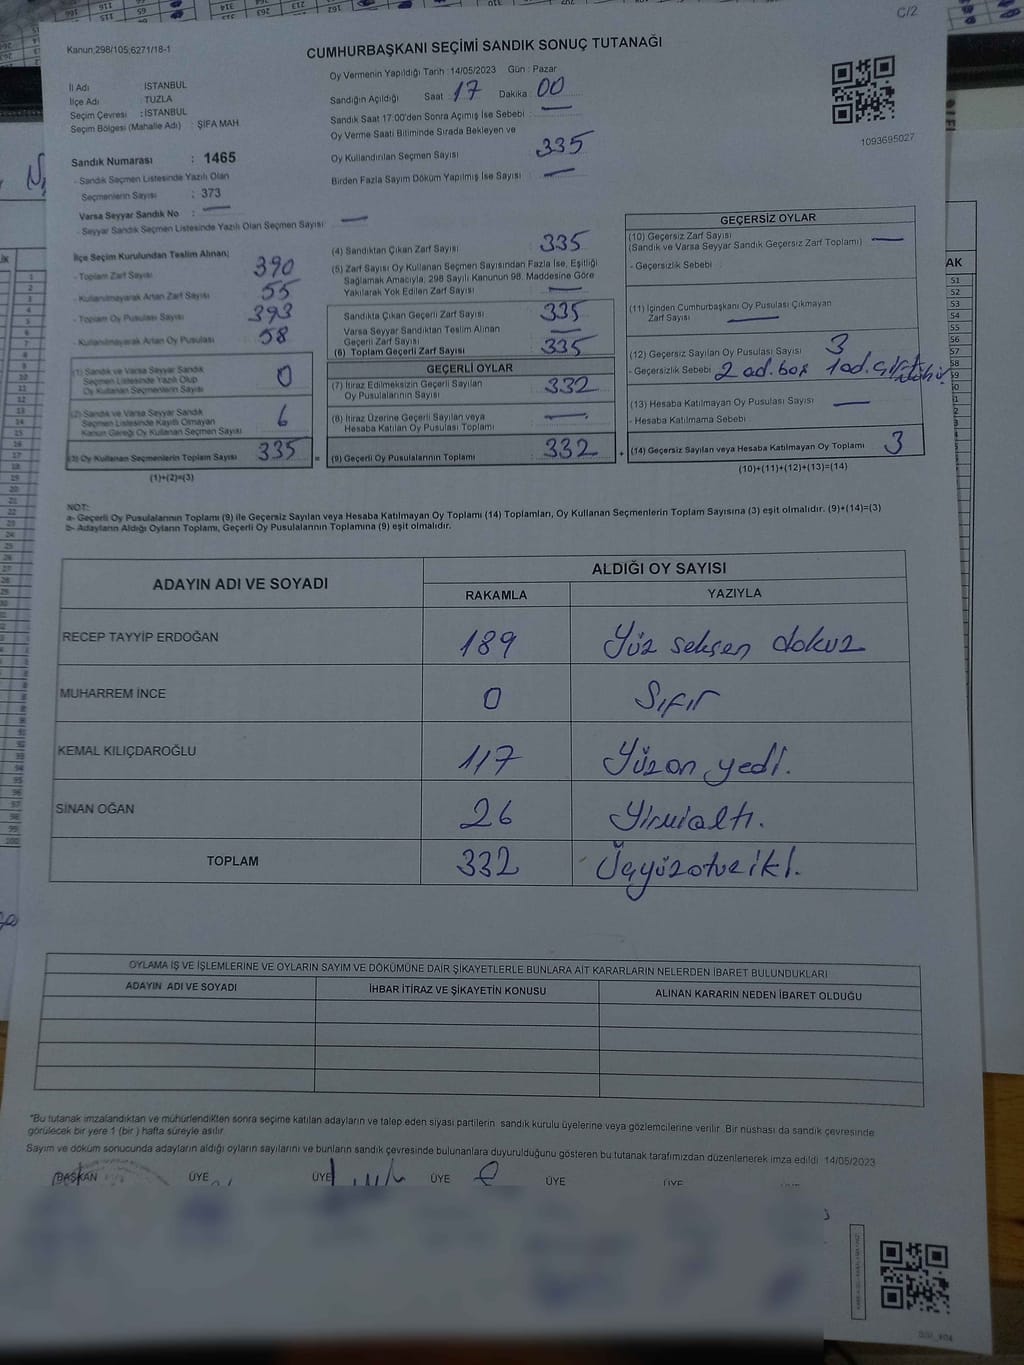 C/2
Kanun;298/105;6271/18-1
CUMHURBAŞKANI SEÇİMİ SANDIK SONUÇ TUTANAĞI
İl Adı : İSTANBUL
İlçe Adı : TUZLA
Seçim Çevresi : İSTANBUL
Seçim Bölgesi (Mahalle Adı) : ŞİFA MAH
Sandık Numarası : 1465
- Sandık Seçmen Listesinde Yazılı Olan
Seçmenlerin Sayısı : 373
Varsa Seyyar Sandık No :
- Seyyar Sandık Seçmen Listesinde Yazılı Olan Seçmen Sayısı
Oy Vermenin Yapıldığı Tarih : 14/05/2023 Gün : Pazar
Sandığın Açıldığı Saat : 17 Dakika : 00
Sandık Saat 17:00'den Sonra Açımış İse Sebebi :
Oy Verme Saati Bitiminde Sırada Bekleyen ve
Oy Kullandırılan Seçmen Sayısı 335
Birden Fazla Sayım Döküm Yapılmış İse Sayısı :
1093695027
İlçe Seçim Kurulundan Teslim Alınan;
- Toplam Zarf Sayısı 390
- Kullanılmayarak Artan Zarf Sayısı 55
- Toplam Oy Pusulası Sayısı 393
- Kullanılmayarak Artan Oy Pusulası 58
(1) Sandık ve Varsa Seyyar Sandık
Seçmen Listesinde Yazılı Olup
Oy Kullanan Seçmenlerin Sayısı 0
(2) Sandık ve Varsa Seyyar Sandık
Seçmen Listesinde Kayıtlı Olmayan
Kanun Gereği Oy Kullanan Seçmen Sayısı 6
(3) Oy Kullanan Seçmenlerin Toplam Sayısı 335 =
(1)+(2)=(3)
(4) Sandıktan Çıkan Zarf Sayısı 335
(5) Zarf Sayısı Oy Kullanan Seçmen Sayısından Fazla İse, Eşitliği
Sağlamak Amacıyla, 298 Sayılı Kanunun 98. Maddesine Göre
Yakılarak Yok Edilen Zarf Sayısı
Sandıkta Çıkan Geçerli Zarf Sayısı 335
Varsa Seyyar Sandıktan Teslim Alınan
Geçerli Zarf Sayısı
(6) Toplam Geçerli Zarf Sayısı 335
GEÇERLİ OYLAR
(7) İtiraz Edilmeksizin Geçerli Sayılan
Oy Pusulalarının Sayısı 332
(8) İtiraz Üzerine Geçerli Sayılan veya
Hesaba Katılan Oy Pusulası Toplamı
(9) Geçerli Oy Pusulalarının Toplamı 332 +
GEÇERSİZ OYLAR
(10) Geçersiz Zarf Sayısı
(Sandık ve Varsa Seyyar Sandık Geçersiz Zarf Toplamı)
- Geçersizlik Sebebi
(11) İçinden Cumhurbaşkanı Oy Pusulası Çıkmayan
Zarf Sayısı
(12) Geçersiz Sayılan Oy Pusulası Sayısı 3
- Geçersizlik Sebebi 2 ad. boş 1 ad. çift mühür
(13) Hesaba Katılmayan Oy Pusulası Sayısı
- Hesaba Katılmama Sebebi
(14) Geçersiz Sayılan veya Hesaba Katılmayan Oy Toplamı 3
(10)+(11)+(12)+(13)=(14)
NOT:
a- Geçerli Oy Pusulalarının Toplamı (9) ile Geçersiz Sayılan veya Hesaba Katılmayan Oy Toplamı (14) Toplamları, Oy Kullanan Seçmenlerin Toplam Sayısına (3) eşit olmalıdır. (9)+(14)=(3)
b- Adayların Aldığı Oyların Toplamı, Geçerli Oy Pusulalarının Toplamına (9) eşit olmalıdır.
ADAYIN ADI VE SOYADI
ALDIĞI OY SAYISI
RAKAMLA YAZIYLA
RECEP TAYYİP ERDOĞAN 189 Yüz seksen dokuz
MUHARREM İNCE 0 Sıfır
KEMAL KILIÇDAROĞLU 117 Yüzon yedi.
SİNAN OĞAN 26 Yirmialtı.
TOPLAM 332 Üçyüzotuziki.
OYLAMA İŞ VE İŞLEMLERİNE VE OYLARIN SAYIM VE DÖKÜMÜNE DAİR ŞİKAYETLERLE BUNLARA AİT KARARLARIN NELERDEN İBARET BULUNDUKLARI
ADAYIN ADI VE SOYADI İHBAR İTİRAZ VE ŞİKAYETİN KONUSU ALINAN KARARIN NEDEN İBARET OLDUĞU
*Bu tutanak imzalandıktan ve mühürlendikten sonra seçime katılan adayların ve talep eden siyasi partilerin sandık kurulu üyelerine veya gözlemcilerine verilir. Bir nüshası da sandık çevresinde
görülecek bir yere 1 (bir ) hafta süreyle asılır.
Sayım ve döküm sonucunda adayların aldığı oyların sayılarını ve bunların sandık çevresinde bulunanlara duyurulduğunu gösteren bu tutanak tarafımızdan düzenlenerek imza edildi 14/05/2023
BAŞKAN ÜYE ÜYE ÜYE ÜYE ÜYE